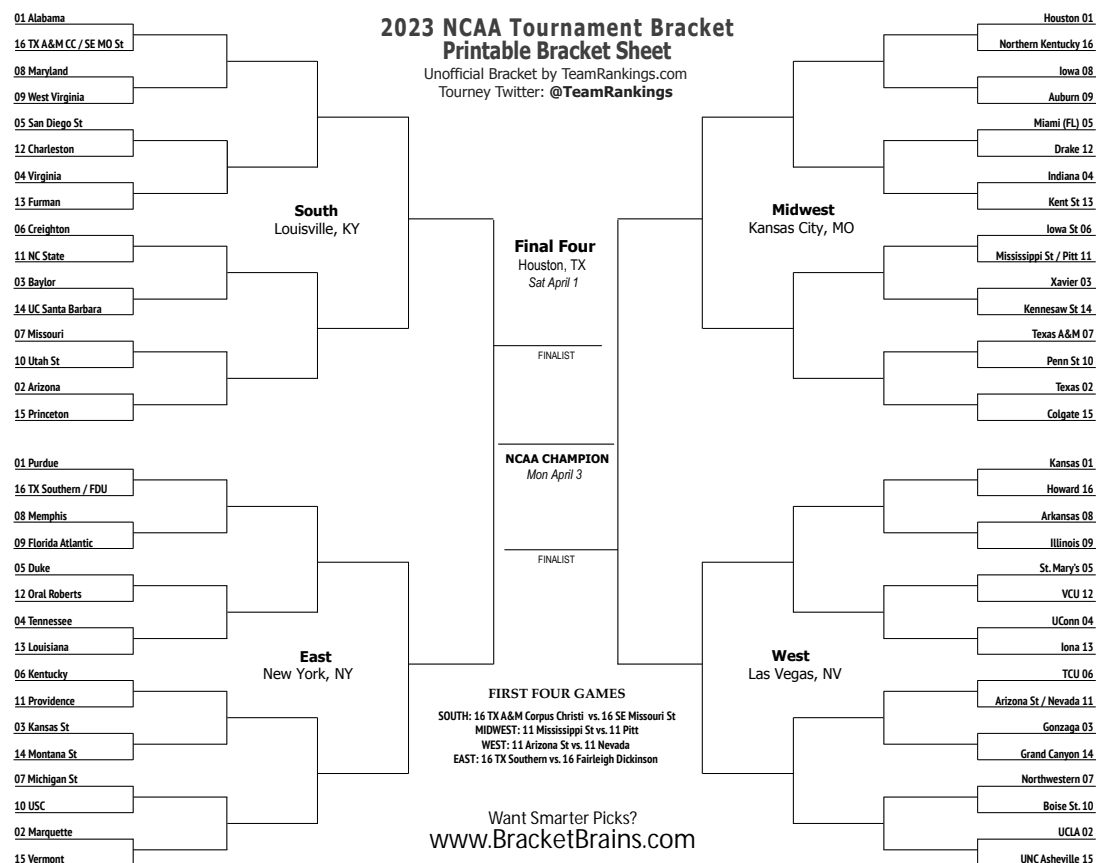 2023 NCAA Tournament Bracket
Printable Bracket Sheet
Unofficial Bracket by TeamRankings.com
Tourney Twitter: @TeamRankings
01 Alabama
16 TX A&M CC / SE MO St
08 Maryland
09 West Virginia
05 San Diego St
12 Charleston
04 Virginia
13 Furman
06 Creighton
11 NC State
03 Baylor
14 UC Santa Barbara
07 Missouri
10 Utah St
02 Arizona
15 Princeton
South
Louisville, KY
01 Purdue
16 TX Southern / FDU
08 Memphis
09 Florida Atlantic
05 Duke
12 Oral Roberts
04 Tennessee
13 Louisiana
06 Kentucky
11 Providence
03 Kansas St
14 Montana St
07 Michigan St
10 USC
02 Marquette
15 Vermont
East
New York, NY
Final Four
Houston, TX
Sat April 1
FINALIST
NCAA CHAMPION
Mon April 3
FINALIST
FIRST FOUR GAMES
SOUTH: 16 TX A&M Corpus Christi vs. 16 SE Missouri St
MIDWEST: 11 Mississippi St vs. 11 Pitt
WEST: 11 Arizona St vs. 11 Nevada
EAST: 16 TX Southern vs. 16 Fairleigh Dickinson
Want Smarter Picks?
www.BracketBrains.com
Houston 01
Northern Kentucky 16
Iowa 08
Auburn 09
Miami (FL) 05
Drake 12
Indiana 04
Kent St 13
Iowa St 06
Mississippi St / Pitt 11
Xavier 03
Kennesaw St 14
Texas A&M 07
Penn St 10
Texas 02
Colgate 15
Midwest
Kansas City, MO
Kansas 01
Howard 16
Arkansas 08
Illinois 09
St. Mary's 05
VCU 12
UConn 04
Iona 13
TCU 06
Arizona St / Nevada 11
Gonzaga 03
Grand Canyon 14
Northwestern 07
Boise St. 10
UCLA 02
UNC Asheville 15
West
Las Vegas, NV